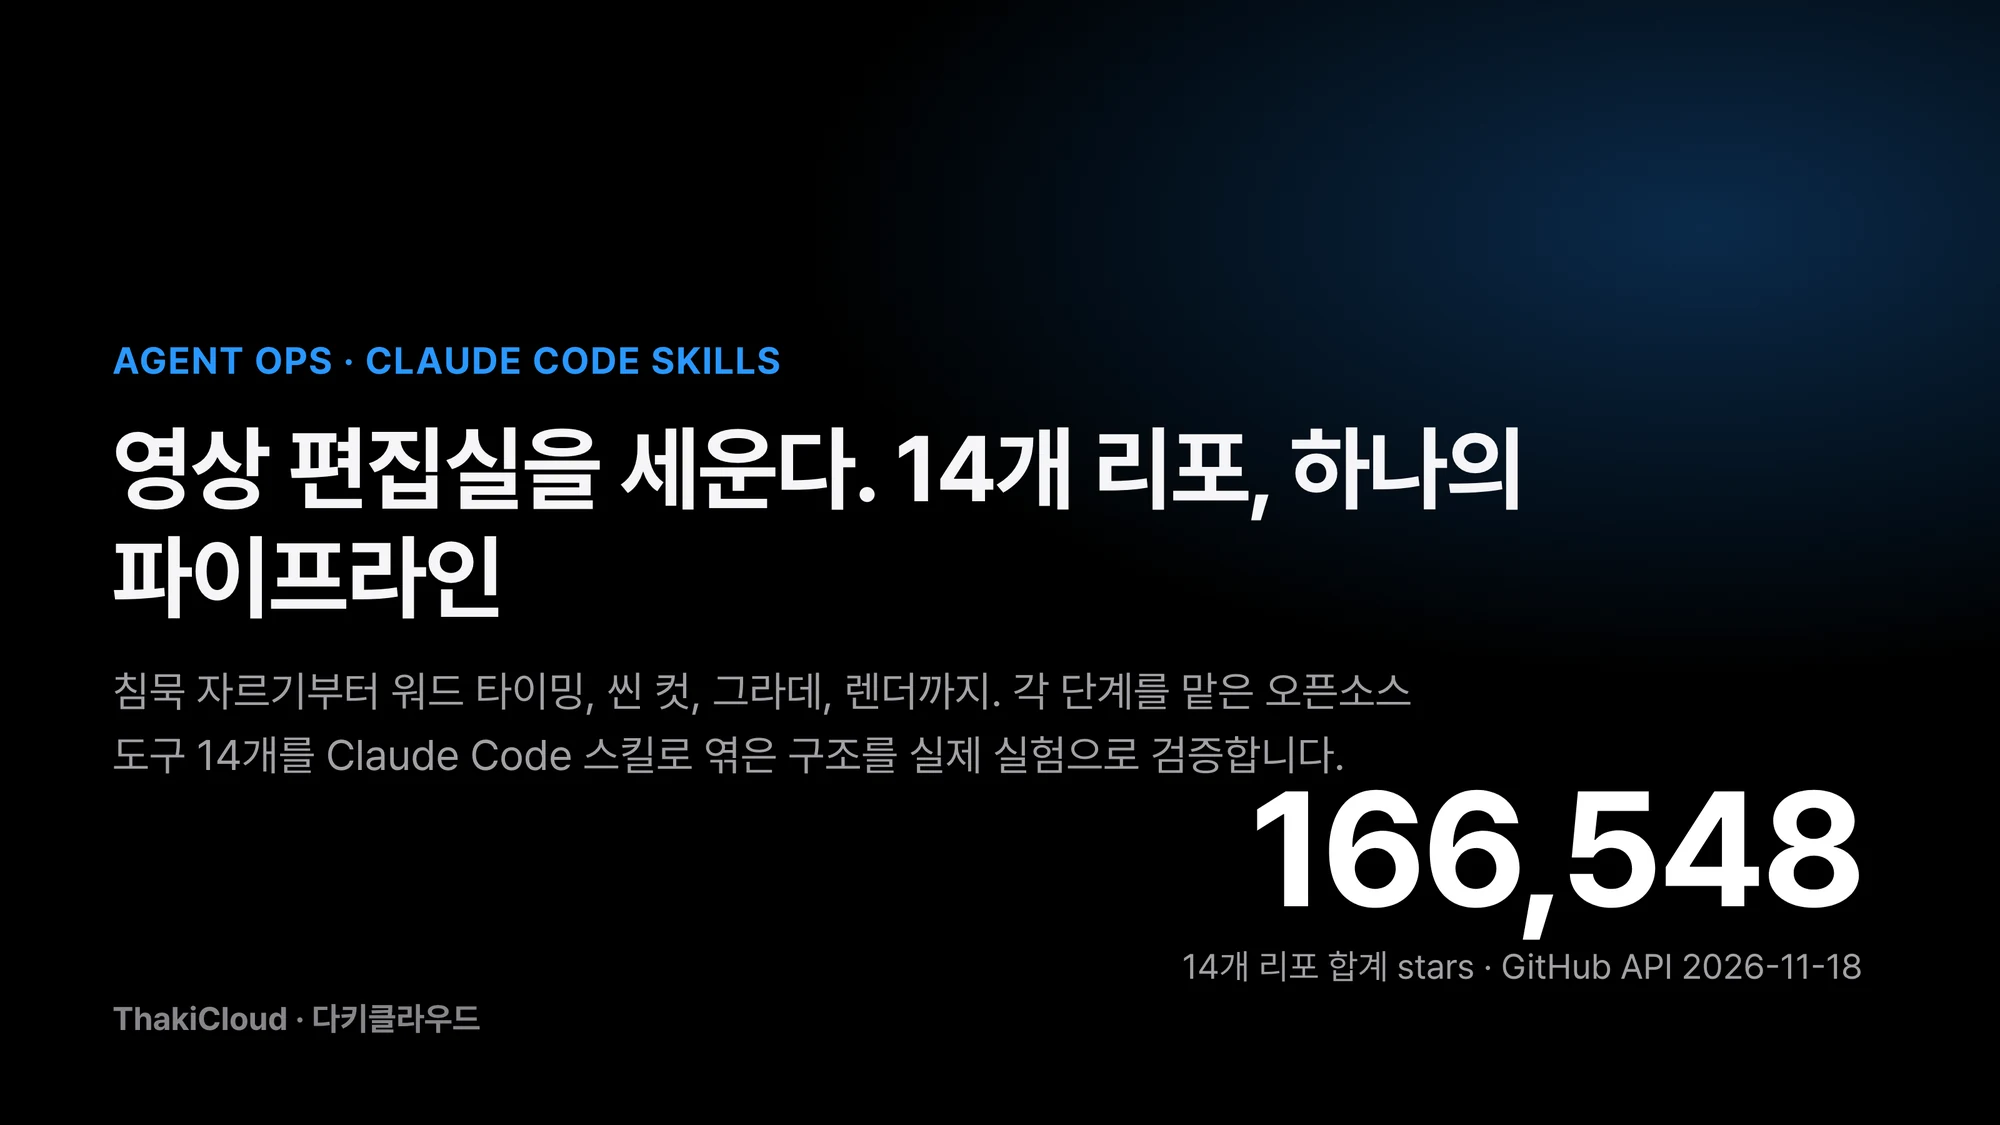 AGENT OPS · CLAUDE CODE SKILLS
영상 편집실을 세운다. 14개 리포, 하나의
파이프라인
침묵 자르기부터 워드 타이밍, 씬 컷, 그라데, 렌더까지. 각 단계를 맡은 오픈소스
도구 14개를 Claude Code 스킬로 엮은 구조를 실제 실험으로 검증합니다.
166,548
14개 리포 합계 stars · GitHub API 2026-11-18
ThakiCloud · 다키클라우드